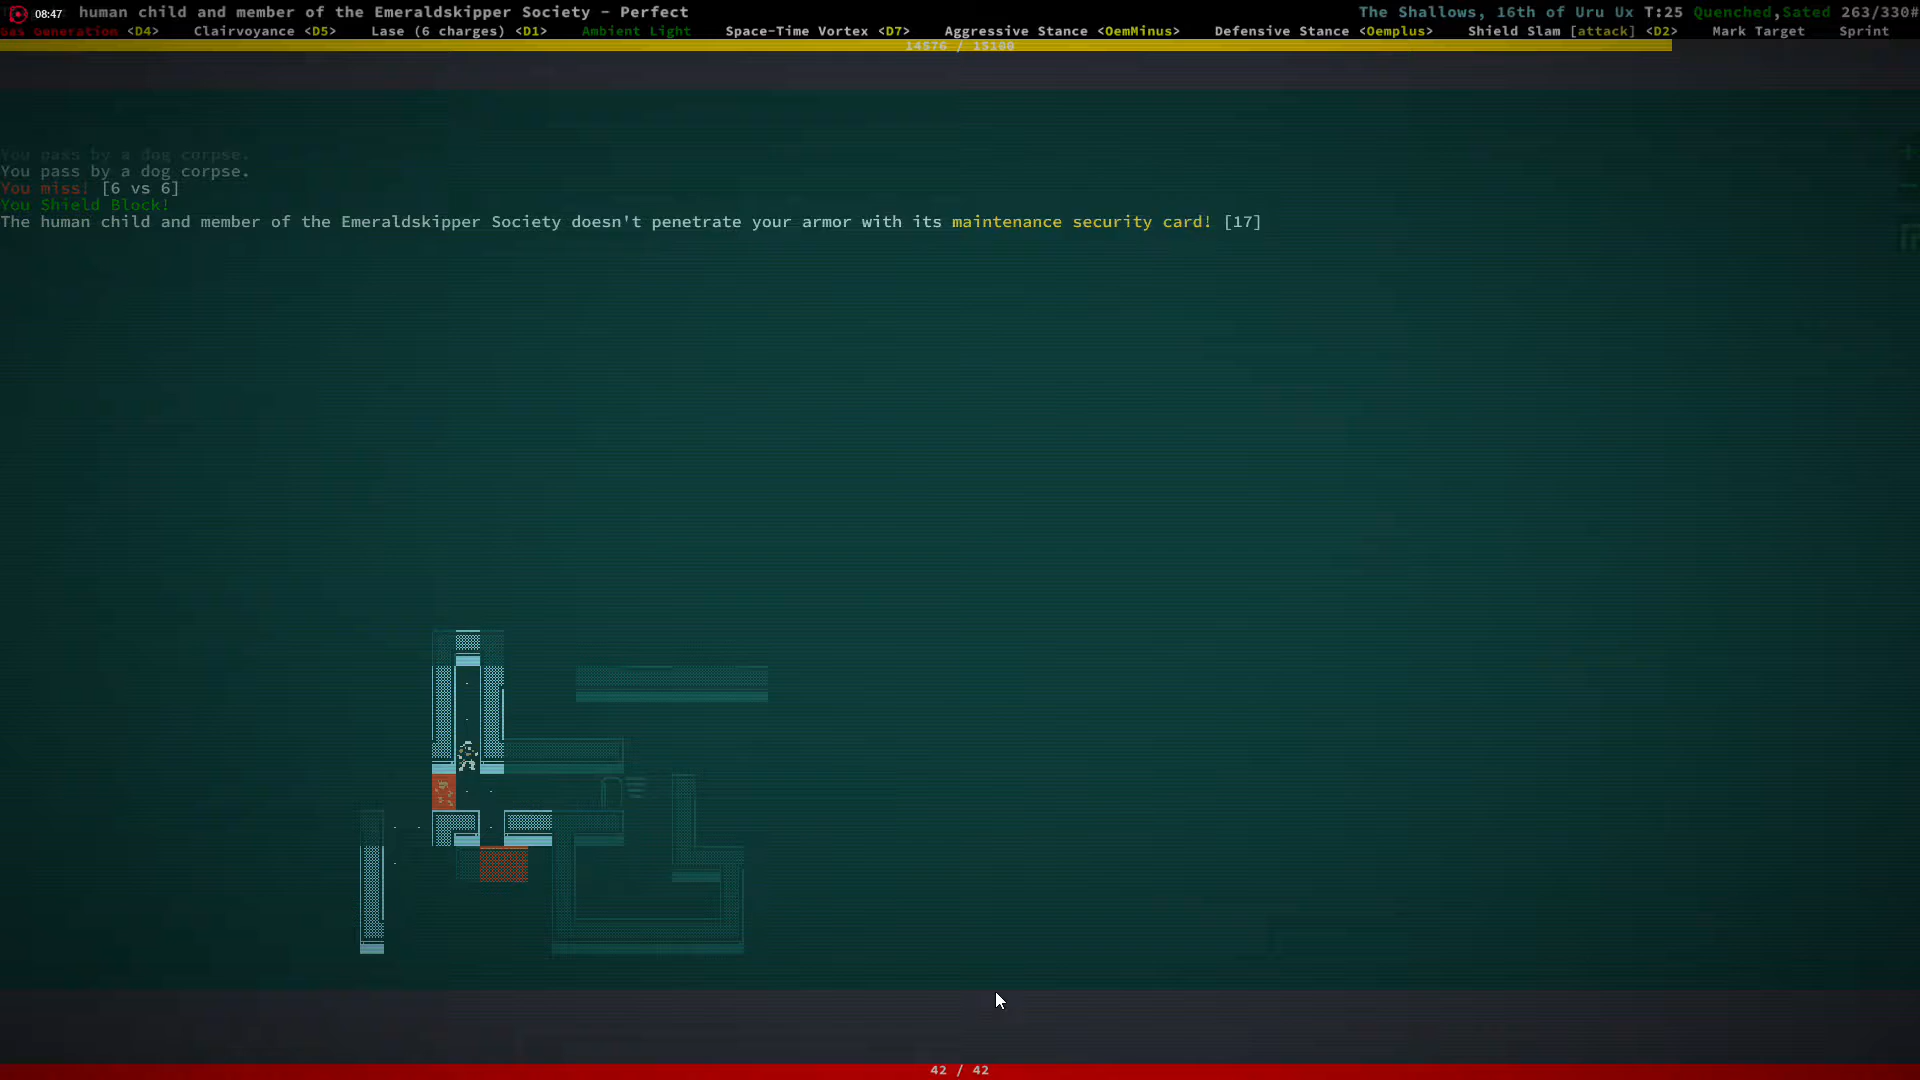 08:47 human child and member of the Emeraldskipper Society - Perfect The Shallows, 16th of Uru Ux T:25 Quenched,Sated 263/330#
Gas Generation <D4> Clairvoyance <D5> Lase (6 charges) <D1> Ambient Light Space-Time Vortex <D7> Aggressive Stance <OemMinus> Defensive Stance <Oemplus> Shield Slam [attack] <D2> Mark Target Sprint
14576 / 15100
You pass by a dog corpse.
You pass by a dog corpse.
You miss! [6 vs 6]
You Shield Block!
The human child and member of the Emeraldskipper Society doesn't penetrate your armor with its maintenance security card! [17]
42 / 42